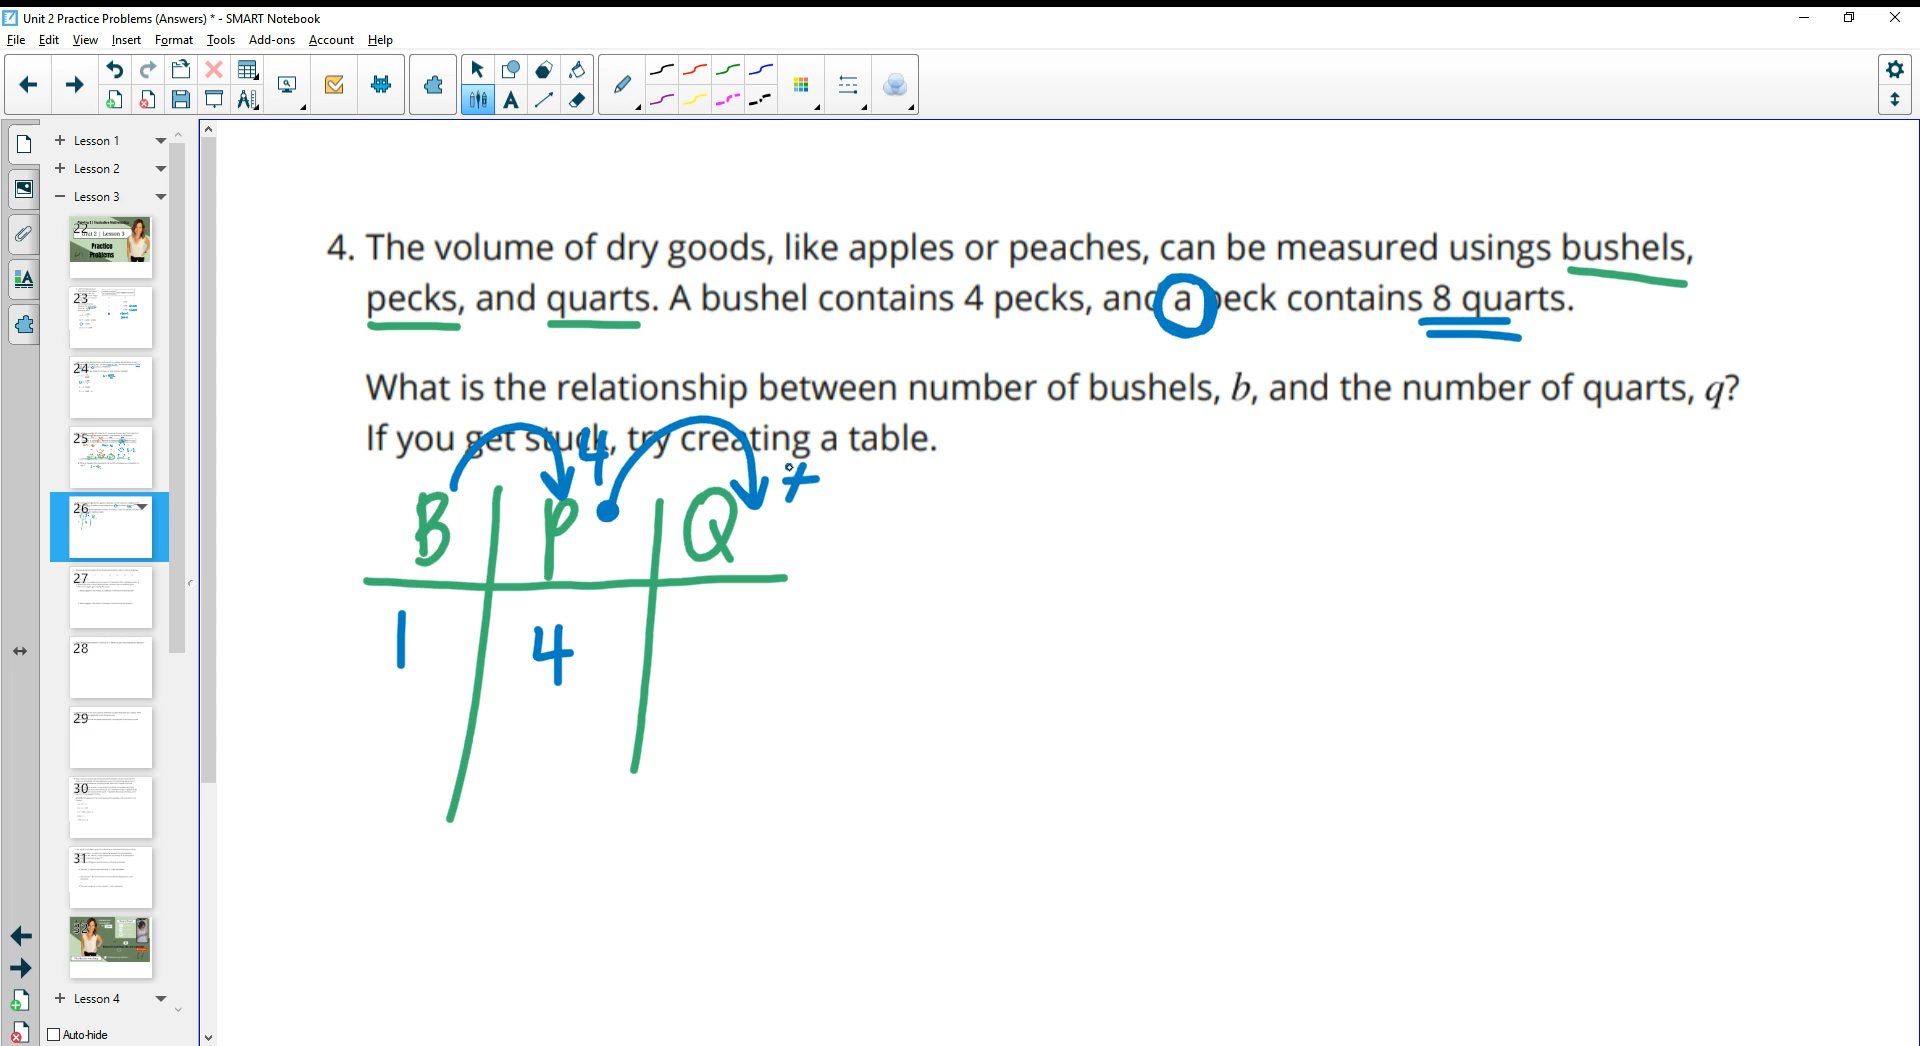 Unit 2 Practice Problems (Answers) * - SMART Notebook
File Edit View Insert Format Tools Add-ons Account Help
Lesson 1
Lesson 2
Lesson 3
22
Practice
Problems
23
24
25
26
27
28
29
30
31
32
Lesson 4
Auto-hide
4. The volume of dry goods, like apples or peaches, can be measured usings bushels,
pecks, and quarts. A bushel contains 4 pecks, and a peck contains 8 quarts.
What is the relationship between number of bushels, b, and the number of quarts, q?
If you get stuck, try creating a table.
4
B P Q
1 4